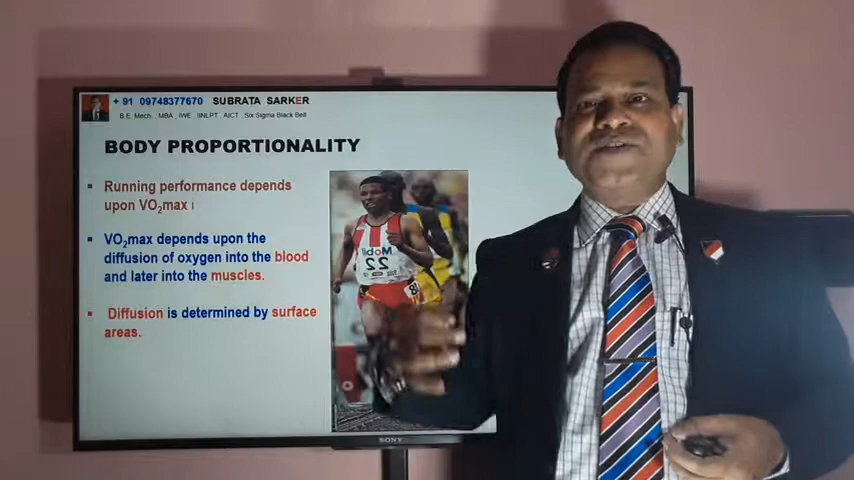 + 91 09748377670 SUBRATA SARKER
B.E.Mech., MBA, IWE, IINLPT, AICT, Six Sigma Black Belt
BODY PROPORTIONALITY
Running performance depends
upon VO2max i
VO2max depends upon the
diffusion of oxygen into the blood
and later into the muscles.
Diffusion is determined by surface
areas.
Mobil
22
SONY